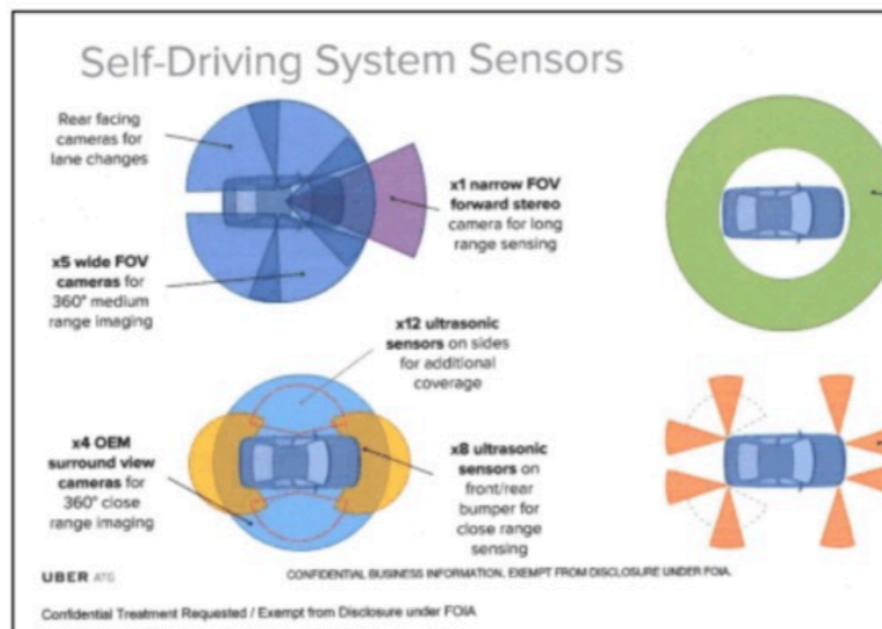 Self-Driving System Sensors
Rear facing
cameras for
lane changes
x1 narrow FOV
forward stereo
camera for long
range sensing
x5 wide FOV
cameras for
360° medium
range imaging
x12 ultrasonic
sensors on sides
for additional
coverage
x4 OEM
surround view
cameras for
360° close
range imaging
x8 ultrasonic
sensors on
front/rear
bumper for
close range
sensing
UBER ATG
CONFIDENTIAL BUSINESS INFORMATION. EXEMPT FROM DISCLOSURE UNDER FOIA.
Confidential Treatment Requested / Exempt from Disclosure under FOIA